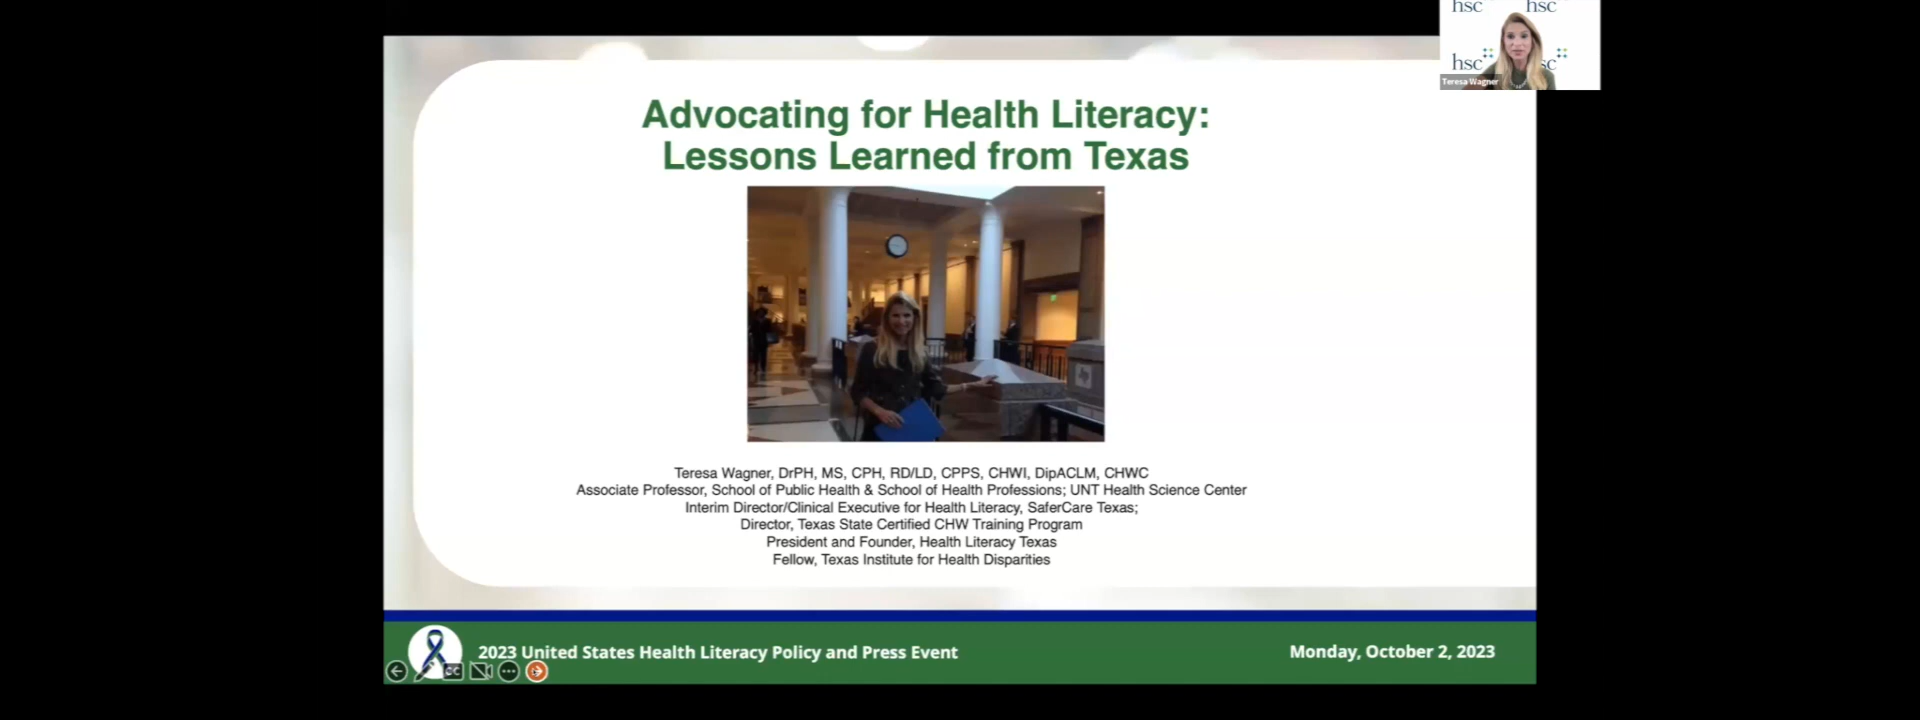 hsc hsc
hsc sc
Teresa Wagner
Advocating for Health Literacy:
Lessons Learned from Texas
Teresa Wagner, DrPH, MS, CPH, RD/LD, CPPS, CHWI, DipACLM, CHWC
Associate Professor, School of Public Health & School of Health Professions; UNT Health Science Center
Interim Director/Clinical Executive for Health Literacy, SaferCare Texas;
Director, Texas State Certified CHW Training Program
President and Founder, Health Literacy Texas
Fellow, Texas Institute for Health Disparities
2023 United States Health Literacy Policy and Press Event
Monday, October 2, 2023
CC